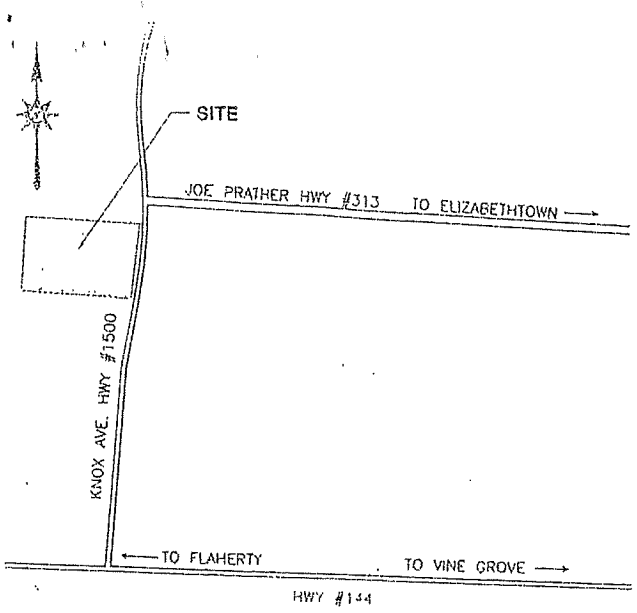 SITE
JOE PRATHER HWY #313 TO ELIZABETHTOWN
KNOX AVE. HWY #1500
TO FLAHERTY TO VINE GROVE
HWY #144